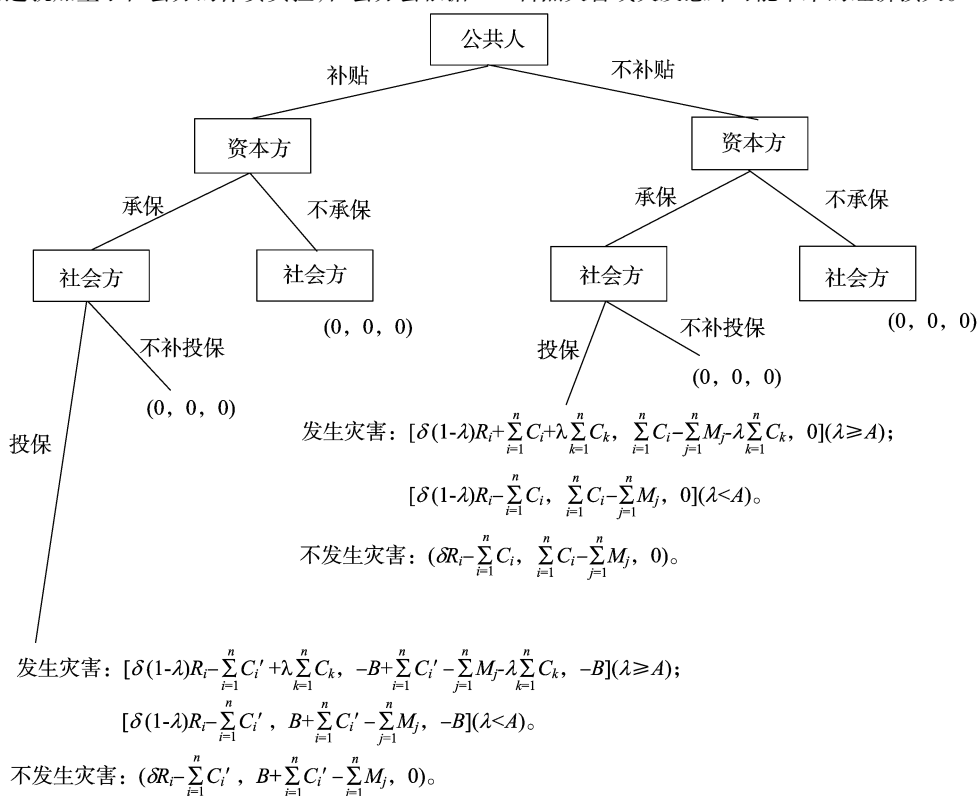 公共人
补贴 不补贴
资本方 资本方
承保 不承保 承保 不承保
社会方 社会方 社会方 社会方
(0，0，0) (0，0，0)
不补投保 投保 不补投保
(0，0，0) (0，0，0)
投保
发生灾害：[δ(1-λ)R_i+∑_{i=1}^{n}C_i+λ∑_{k=1}^{n}C_k，∑_{i=1}^{n}C_i−∑_{j=1}^{n}M_j-λ∑_{k=1}^{n}C_k，0](λ≥A)；
[δ(1-λ)R_i−∑_{i=1}^{n}C_i，∑_{i=1}^{n}C_i−∑_{j=1}^{n}M_j，0](λ<A)。
不发生灾害：(δR_i−∑_{i=1}^{n}C_i，∑_{i=1}^{n}C_i−∑_{j=1}^{n}M_j，0)。
发生灾害：[δ(1-λ)R_i−∑_{i=1}^{n}C_i′+λ∑_{k=1}^{n}C_k，−B+∑_{i=1}^{n}C_i′−∑_{j=1}^{n}M_j-λ∑_{k=1}^{n}C_k，−B](λ≥A)；
[δ(1-λ)R_i−∑_{i=1}^{n}C_i′，B+∑_{i=1}^{n}C_i′−∑_{j=1}^{n}M_j，−B](λ<A)。
不发生灾害：(δR_i−∑_{i=1}^{n}C_i′，B+∑_{i=1}^{n}C_i′−∑_{i=1}^{n}M_j，0)。